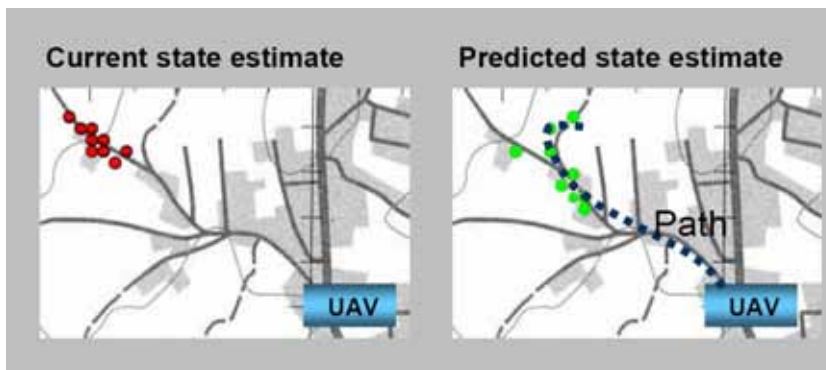 Current state estimate
Predicted state estimate
Path
UAV
UAV